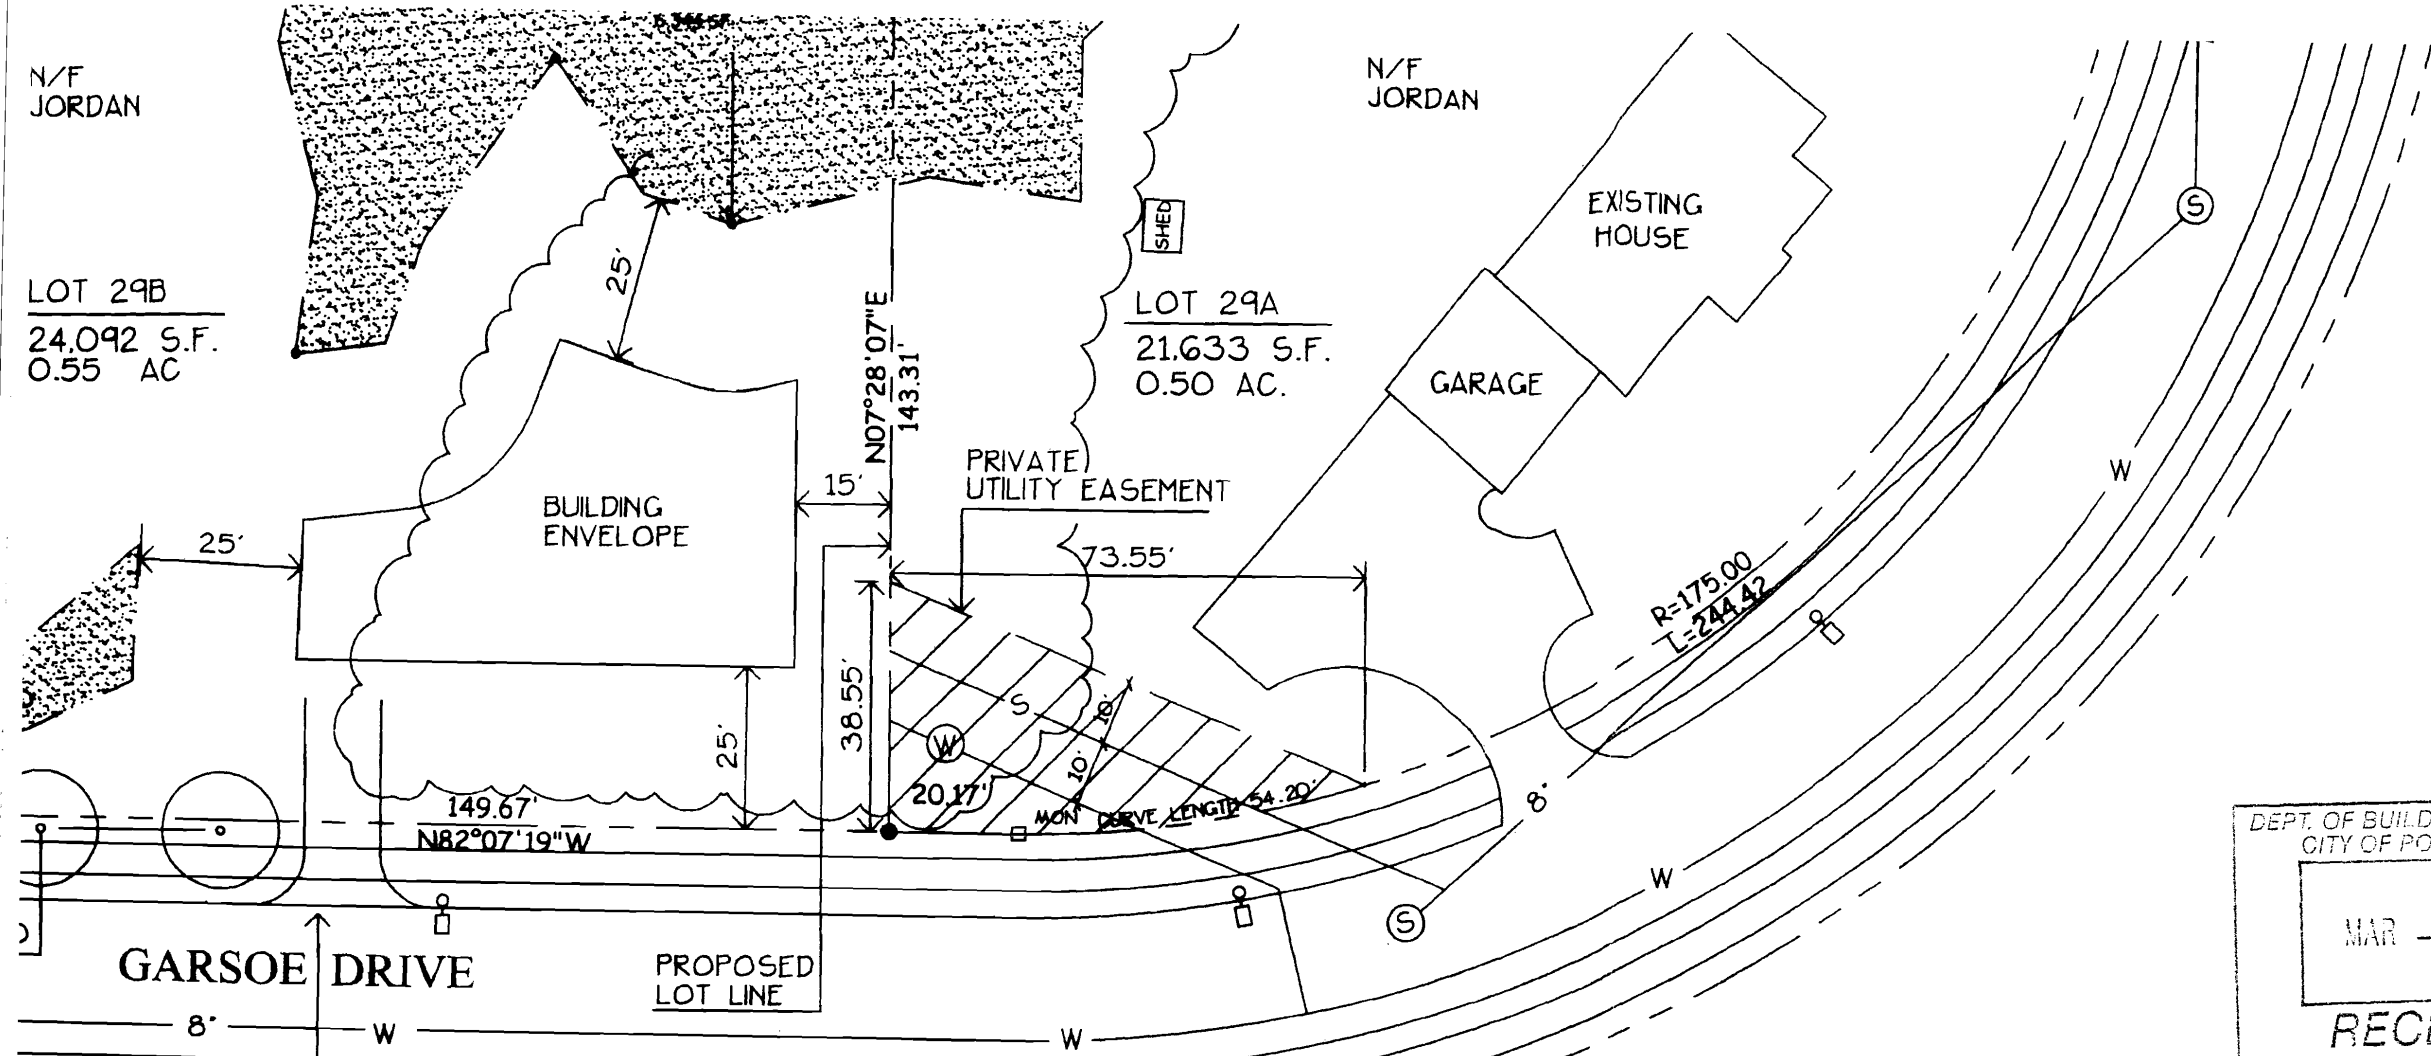 N/F
JORDAN
N/F
JORDAN
SHED
EXISTING
HOUSE
S
LOT 29B
24,092 S.F.
0.55 AC
25'
N07°28'07"E
143.31'
LOT 29A
21,633 S.F.
0.50 AC.
GARAGE
PRIVATE
UTILITY EASEMENT
W
15'
BUILDING
ENVELOPE
25'
73.55'
R=175.00
L=244.42
38.55'
S
10'
10'
W
25'
20.17'
MON
CURVE LENGTH 54.20'
8"
149.67'
N82°07'19"W
W
S
GARSOE DRIVE
PROPOSED
LOT LINE
8"
W
W
DEPT. OF BUILD
CITY OF PO
MAR -
RECE